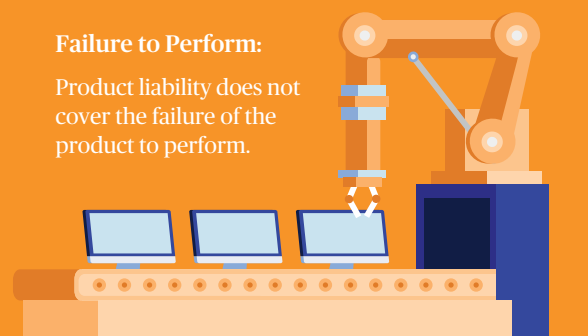 Failure to Perform:
Product liability does not
cover the failure of the
product to perform.